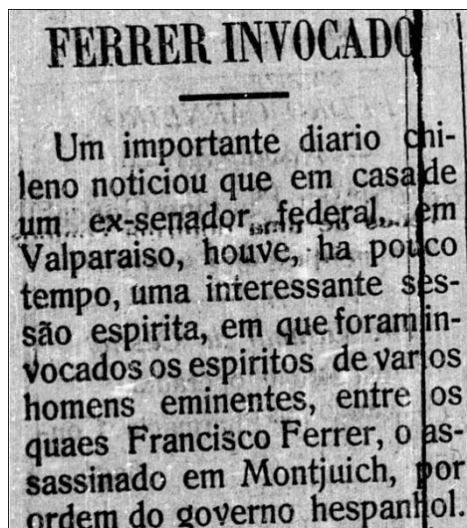 FERRER INVOCADO
Um importante diario chi-
leno noticiou que em casa de
um ex-senador federal, em
Valparaiso, houve, ha pouco
tempo, uma interessante ses-
são espirita, em que foram in-
vocados os espiritos de varios
homens eminentes, entre os
quaes Francisco Ferrer, o as-
sassinado em Montjuich, por
ordem do governo hespanhol.